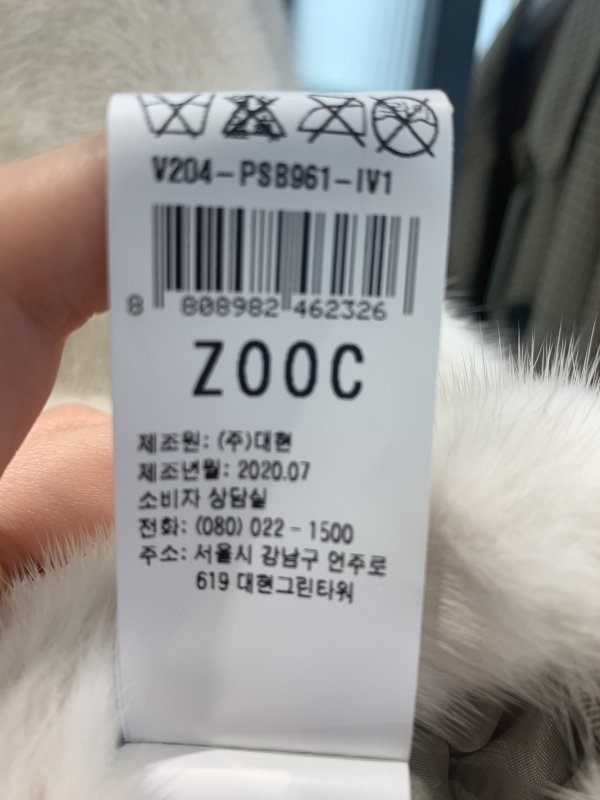 V204-PSB961-IV1
8 808982 462326
ZOOC
제조원: (주)대현
제조년월: 2020.07
소비자 상담실
전화: (080) 022 - 1500
주소: 서울시 강남구 언주로
619 대현그린타워